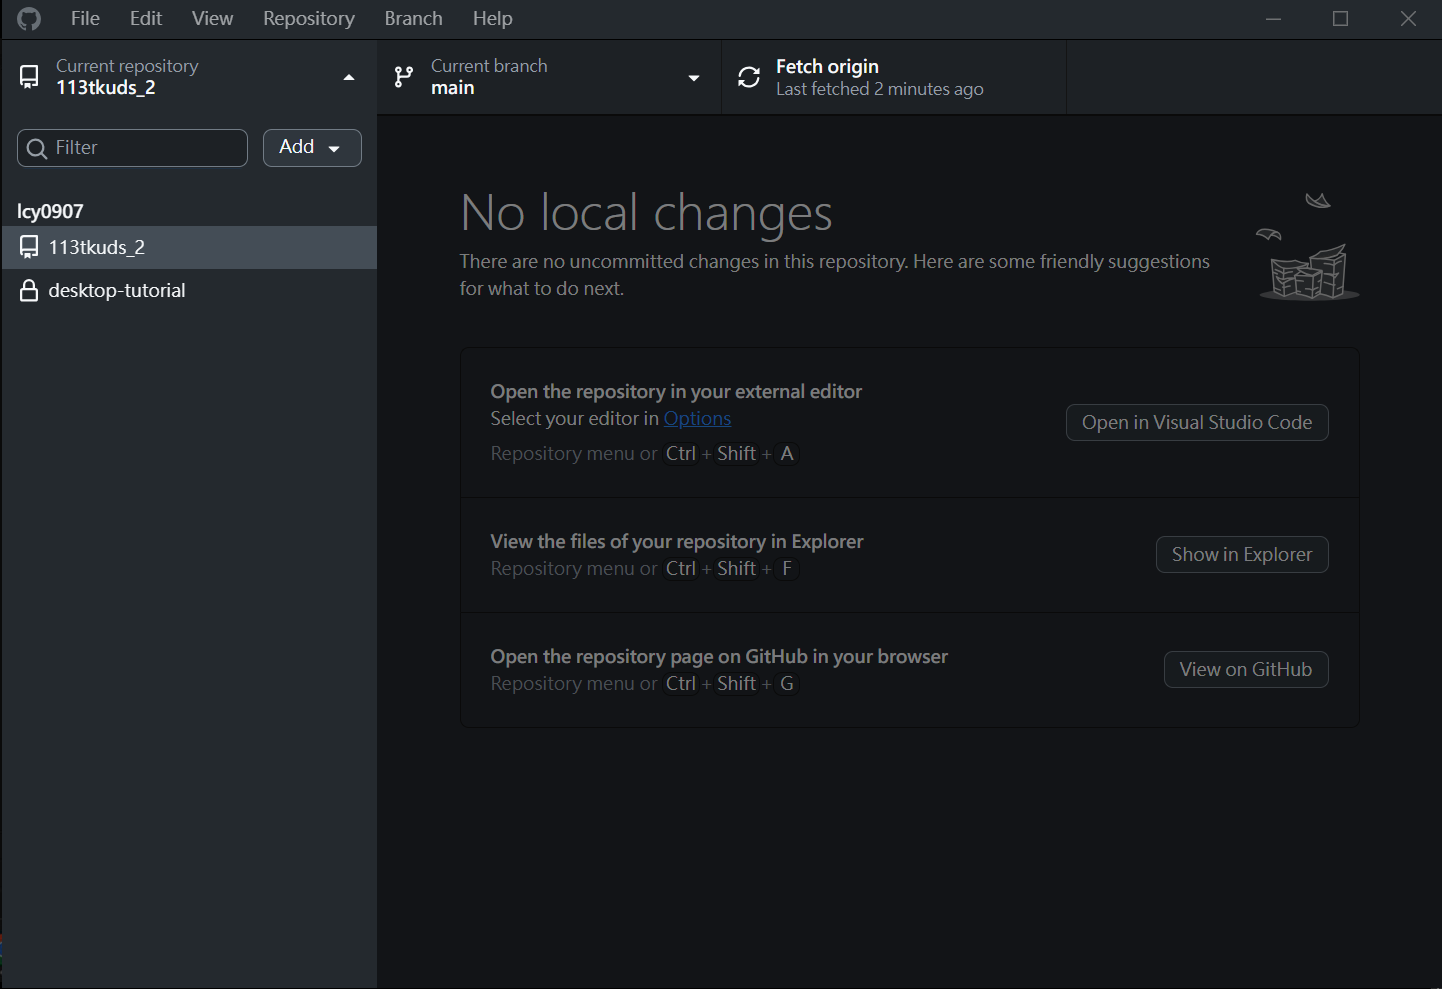 File Edit View Repository Branch Help
Current repository
113tkuds_2
Current branch
main
Fetch origin
Last fetched 2 minutes ago
Filter
Add
lcy0907
113tkuds_2
desktop-tutorial
No local changes
There are no uncommitted changes in this repository. Here are some friendly suggestions
for what to do next.
Open the repository in your external editor
Select your editor in Options
Repository menu or Ctrl + Shift + A
Open in Visual Studio Code
View the files of your repository in Explorer
Repository menu or Ctrl + Shift + F
Show in Explorer
Open the repository page on GitHub in your browser
Repository menu or Ctrl + Shift + G
View on GitHub